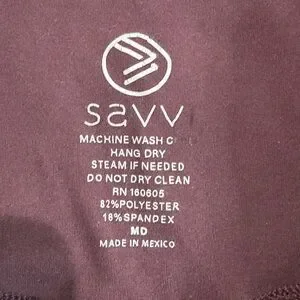 savv
MACHINE WASH
HANG DRY
STEAM IF NEEDED
DO NOT DRY CLEAN
RN 160605
82%POLYESTER
18%SPANDEX
MD
MADE IN MEXICO